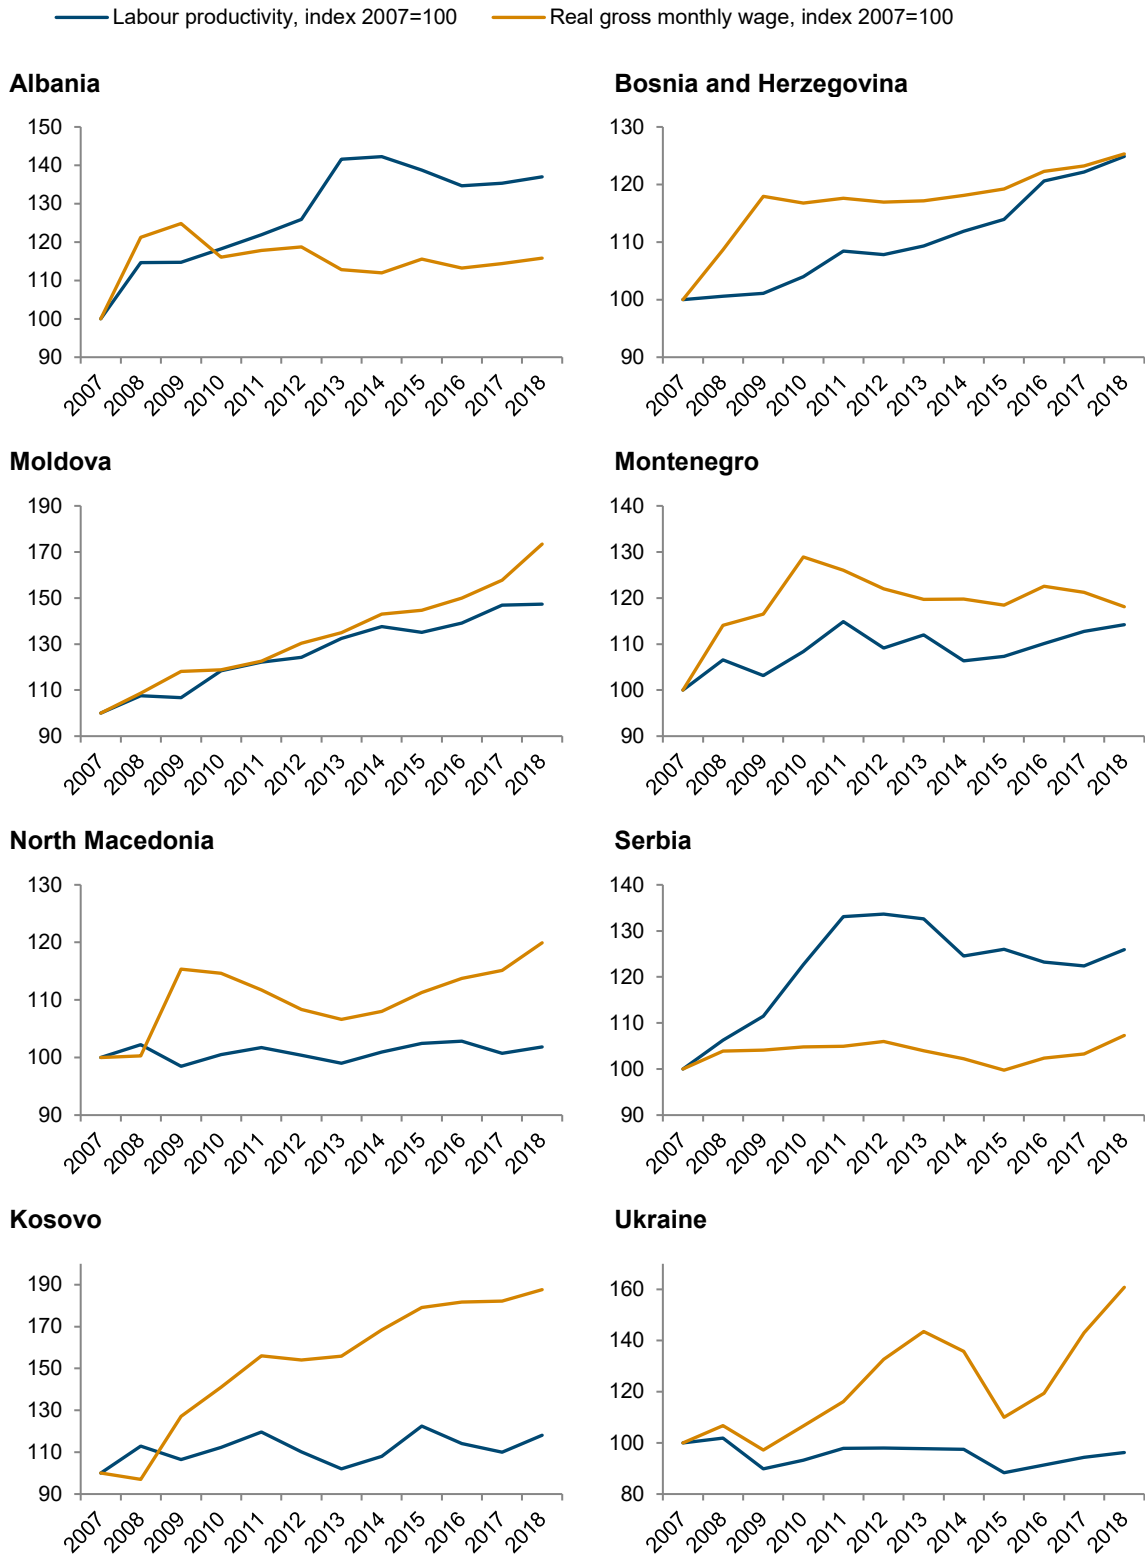 Labour productivity, index 2007=100 Real gross monthly wage, index 2007=100
Albania
150
140
130
120
110
100
90
2007 2008 2009 2010 2011 2012 2013 2014 2015 2016 2017 2018
Bosnia and Herzegovina
130
120
110
100
90
2007 2008 2009 2010 2011 2012 2013 2014 2015 2016 2017 2018
Moldova
190
170
150
130
110
90
2007 2008 2009 2010 2011 2012 2013 2014 2015 2016 2017 2018
Montenegro
140
130
120
110
100
90
2007 2008 2009 2010 2011 2012 2013 2014 2015 2016 2017 2018
North Macedonia
130
120
110
100
90
2007 2008 2009 2010 2011 2012 2013 2014 2015 2016 2017 2018
Serbia
140
130
120
110
100
90
2007 2008 2009 2010 2011 2012 2013 2014 2015 2016 2017 2018
Kosovo
190
170
150
130
110
90
2007 2008 2009 2010 2011 2012 2013 2014 2015 2016 2017 2018
Ukraine
160
140
120
100
80
2007 2008 2009 2010 2011 2012 2013 2014 2015 2016 2017 2018